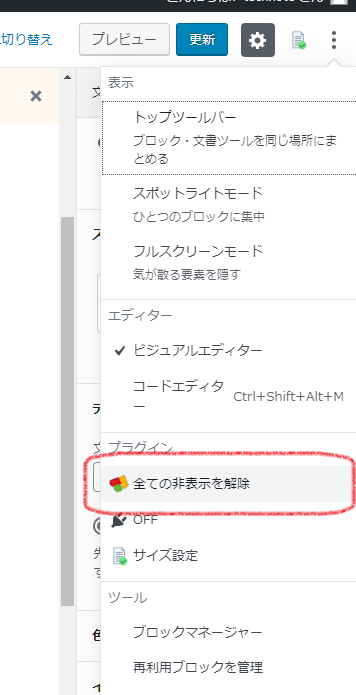 切り替え
プレビュー
更新
表示
トップツールバー
ブロック・文書ツールを同じ場所にま
とめる
スポットライトモード
ひとつのブロックに集中
フルスクリーンモード
気が散る要素を隠す
エディター
ビジュアルエディター
コードエディタ
ー
Ctrl+Shift+Alt+M
プラグイン
全ての非表示を解除
OFF
サイズ設定
ツール
ブロックマネージャー
再利用ブロックを管理